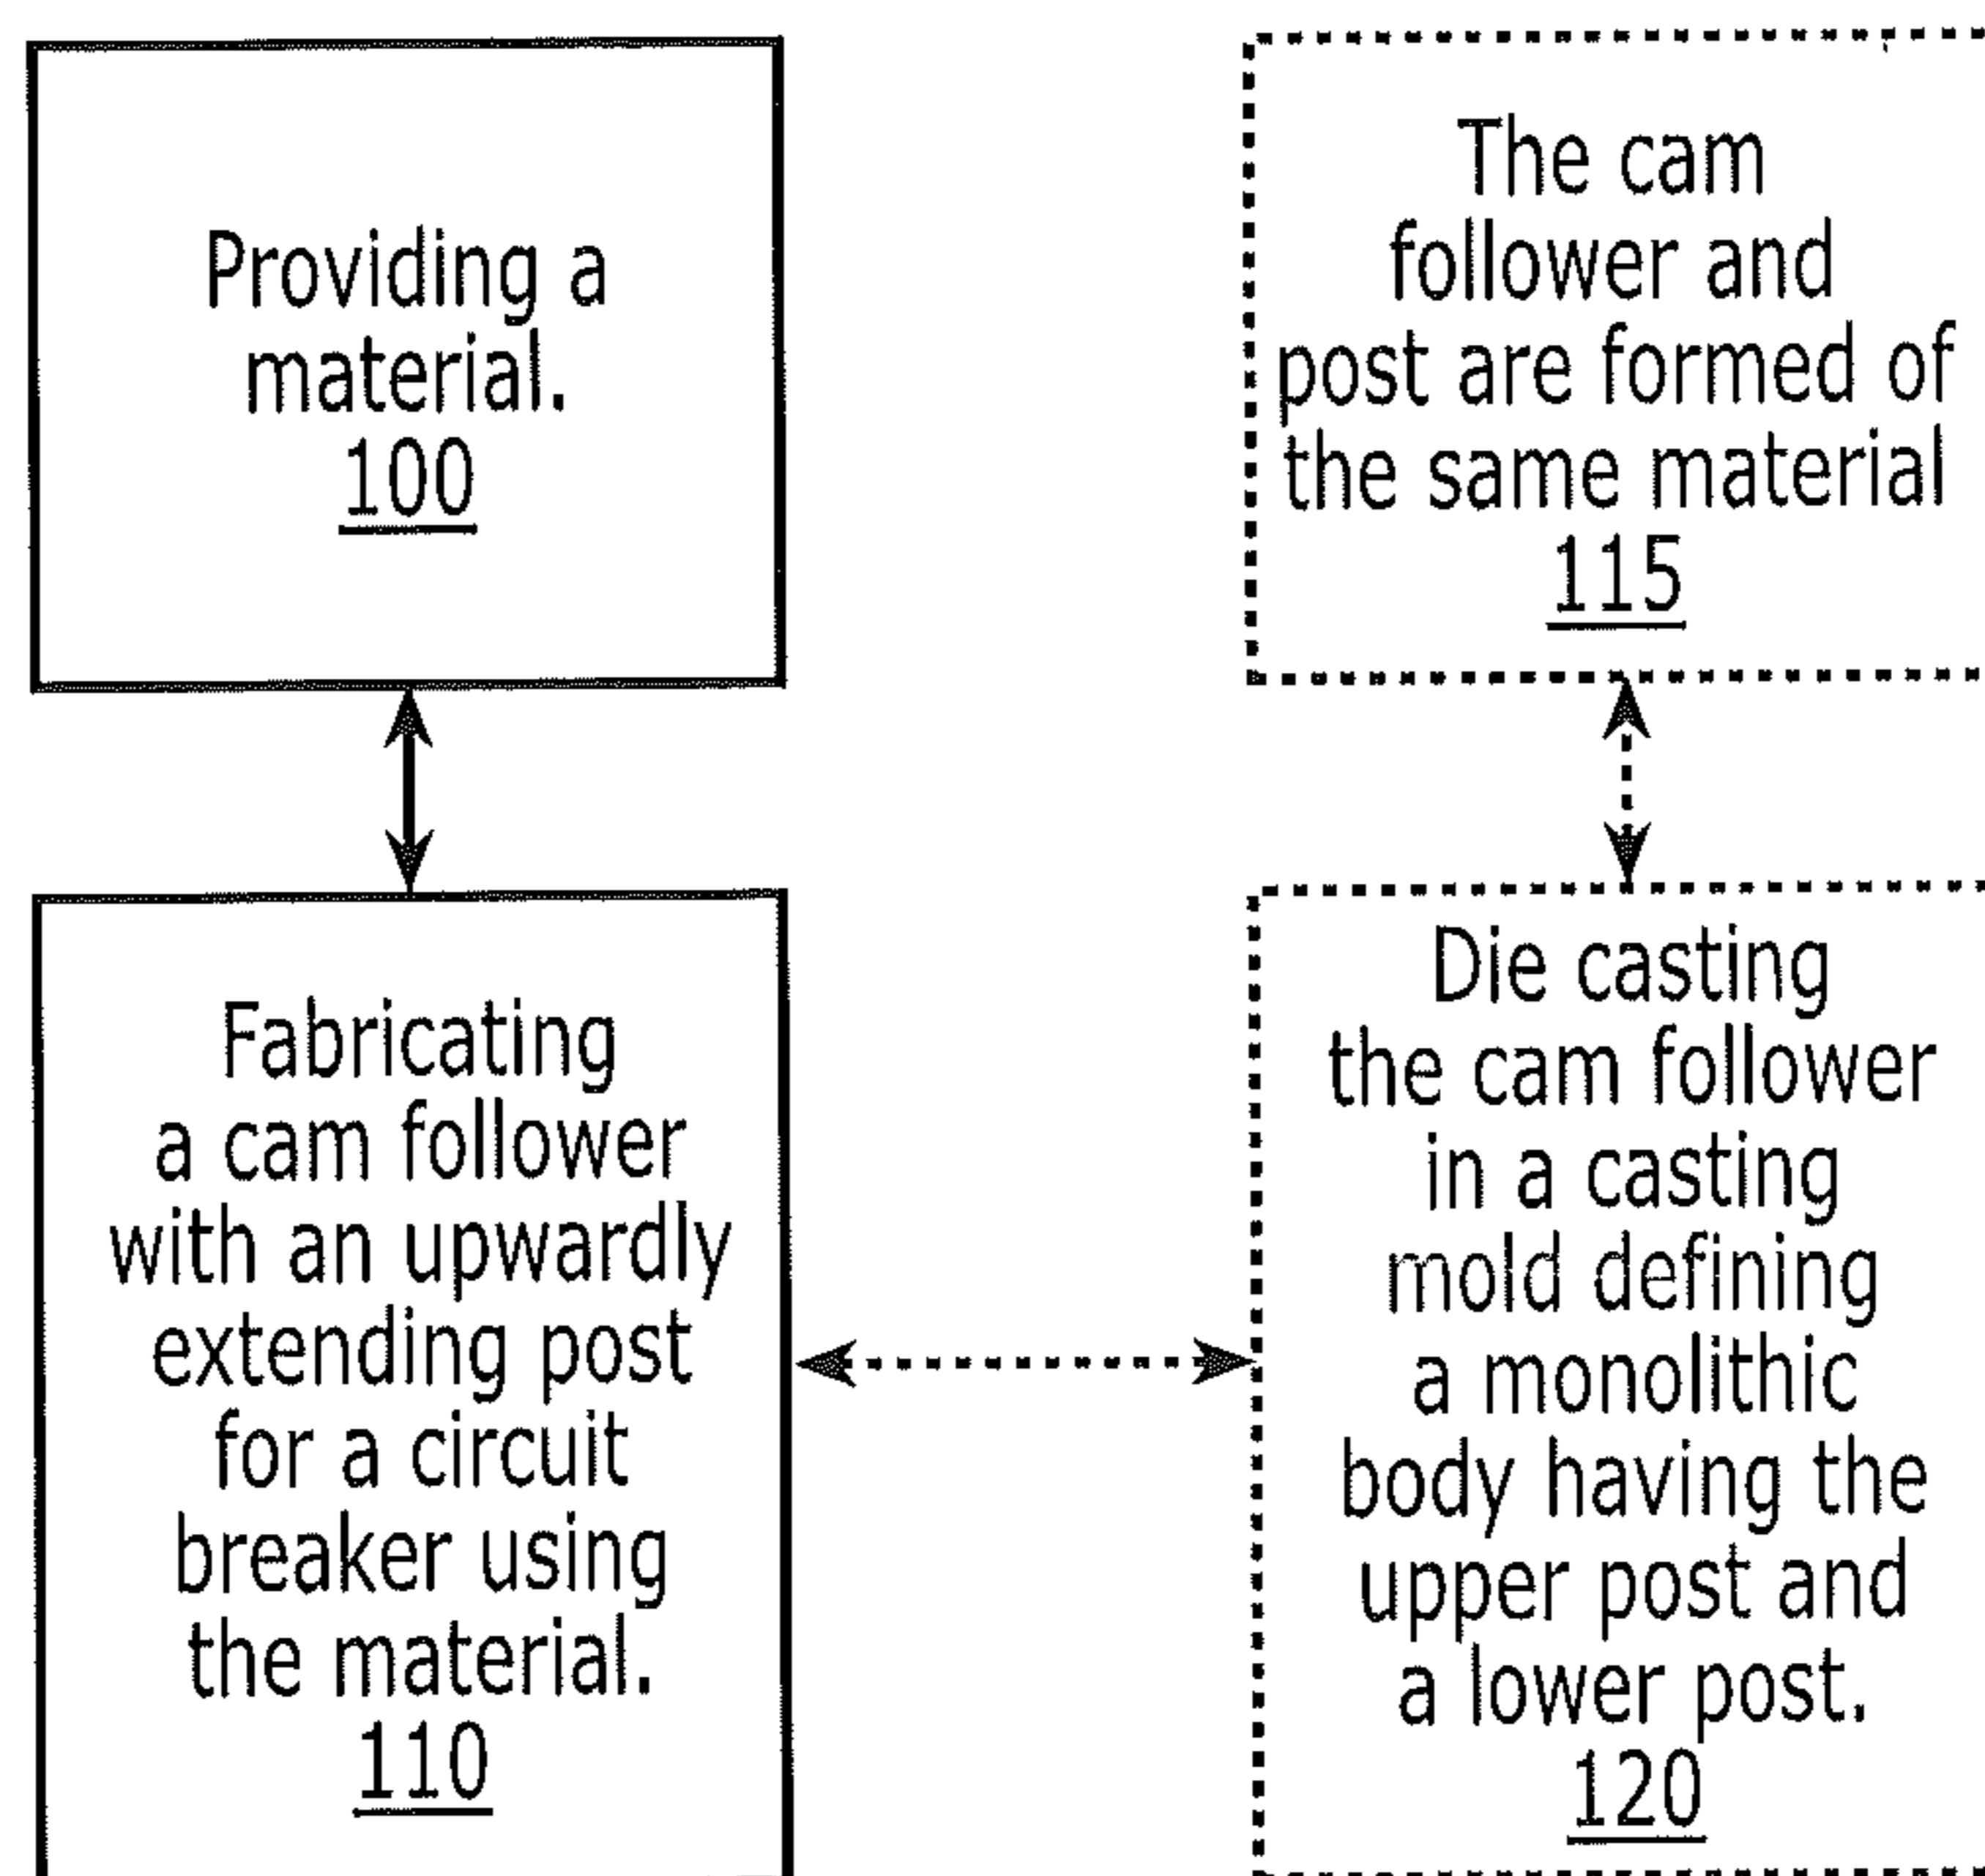 Providing a
material.
100
The cam
follower and
post are formed of
the same material
115
Fabricating
a cam follower
with an upwardly
extending post
for a circuit
breaker using
the material.
110
Die casting
the cam follower
in a casting
mold defining
a monolithic
body having the
upper post and
a lower post.
120